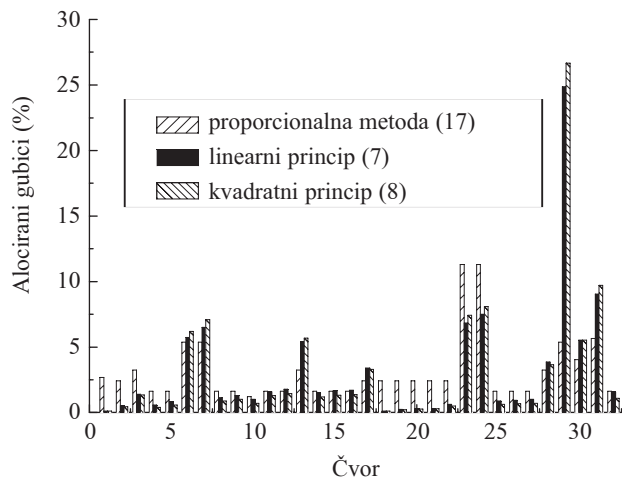 30
25
20
15
10
5
0
Alocirani gubici (%)
proporcionalna metoda (17)
linearni princip (7)
kvadratni princip (8)
0 5 10 15 20 25 30
Čvor